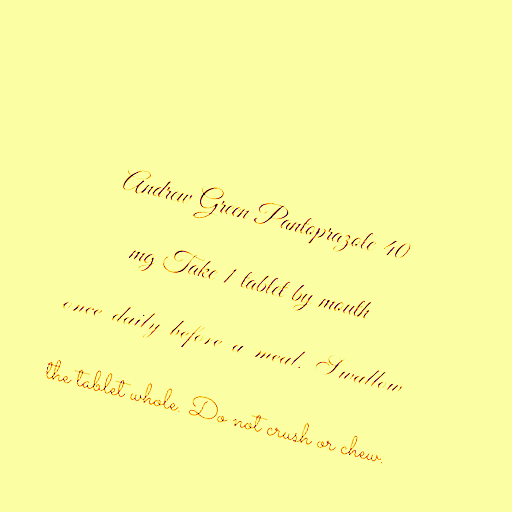 Andrew Green Pantoprazole 40
mg Take 1 tablet by mouth
once daily before a meal. Swallow
the tablet whole. Do not crush or chew.